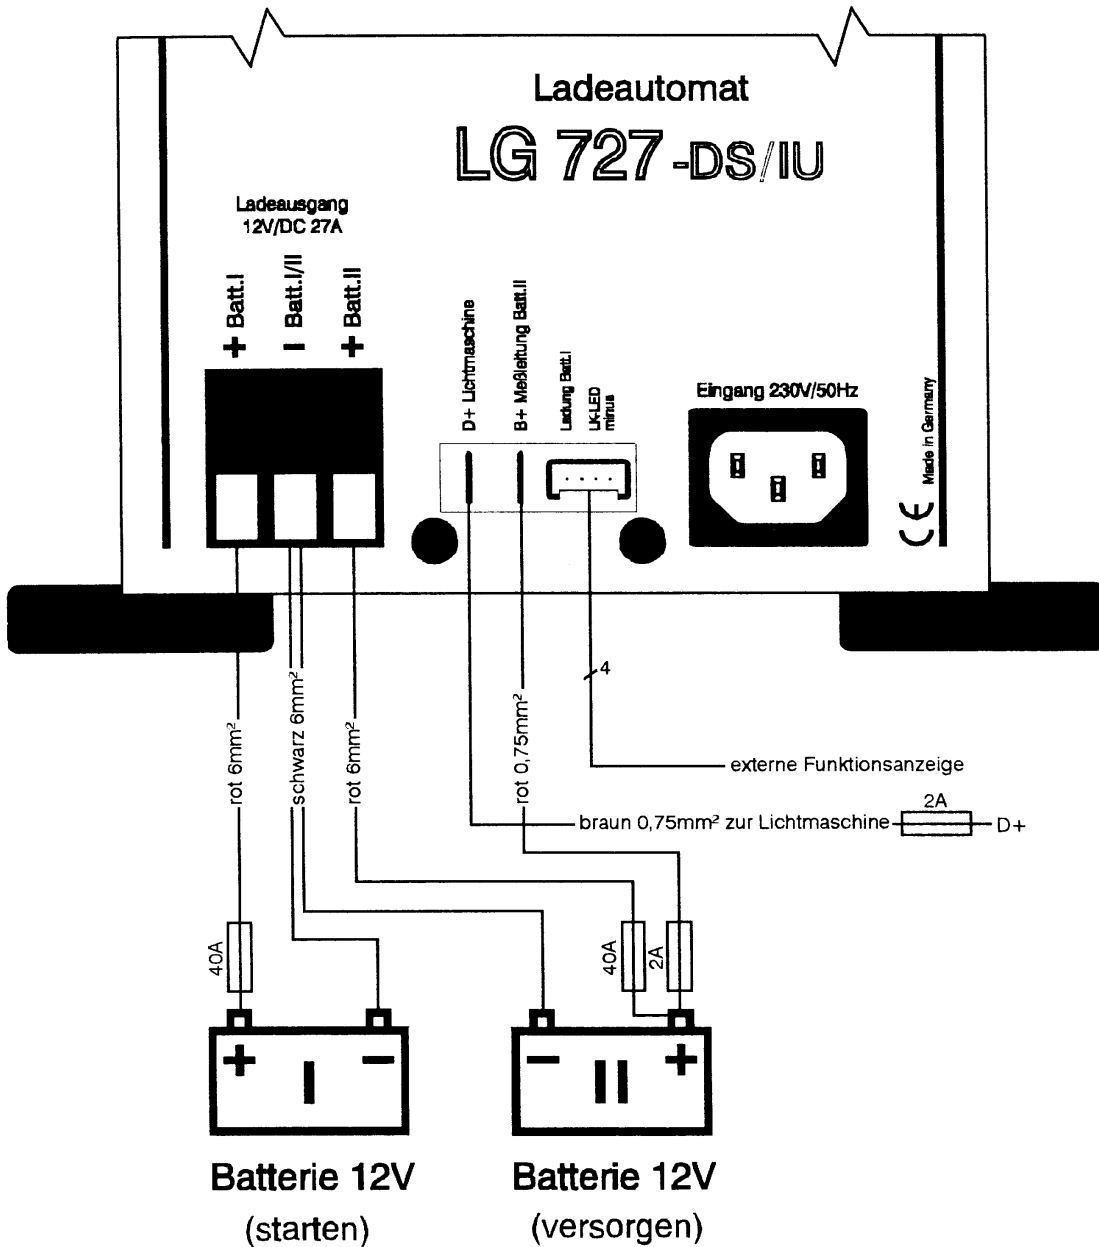 Ladeautomat
LG 727 -DS/IU
Ladeausgang
12V/DC 27A
+ Batt.I
− Batt.I/II
+ Batt.II
D+ Lichtmaschine
B+ Meßleitung Batt.II
Ladung Batt.I
LK-LED
minus
Eingang 230V/50Hz
Made in Germany
CE
4
rot 6mm²
schwarz 6mm²
rot 6mm²
rot 0,75mm²
externe Funktionsanzeige
braun 0,75mm² zur Lichtmaschine
2A
D+
40A
40A
2A
+ I −
− II +
Batterie 12V
(starten)
Batterie 12V
(versorgen)